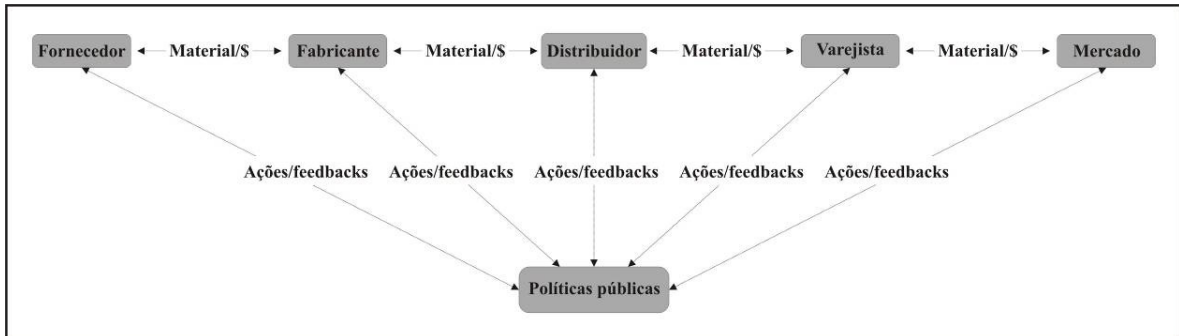 Fornecedor Material/$ Fabricante Material/$ Distribuidor Material/$ Varejista Material/$ Mercado
Ações/feedbacks Ações/feedbacks Ações/feedbacks Ações/feedbacks Ações/feedbacks
Políticas públicas